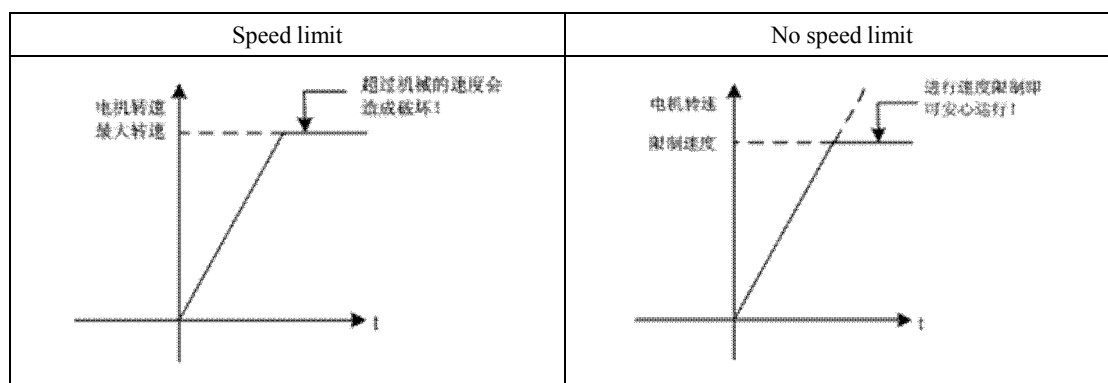 Speed limit
No speed limit
超过机械的速度会
造成破坏!
电机转速
最大转速
t
进行速度限制即
可安心运行!
电机转速
限制速度
t